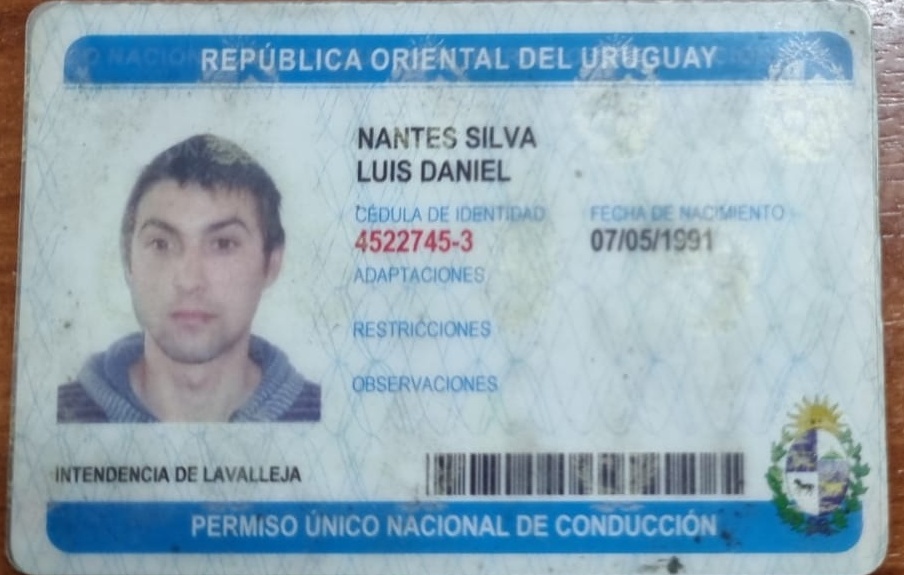 REPÚBLICA ORIENTAL DEL URUGUAY
NANTES SILVA
LUIS DANIEL
CÉDULA DE IDENTIDAD FECHA DE NACIMIENTO
4522745-3 07/05/1991
ADAPTACIONES
RESTRICCIONES
OBSERVACIONES
INTENDENCIA DE LAVALLEJA
PERMISO ÚNICO NACIONAL DE CONDUCCIÓN